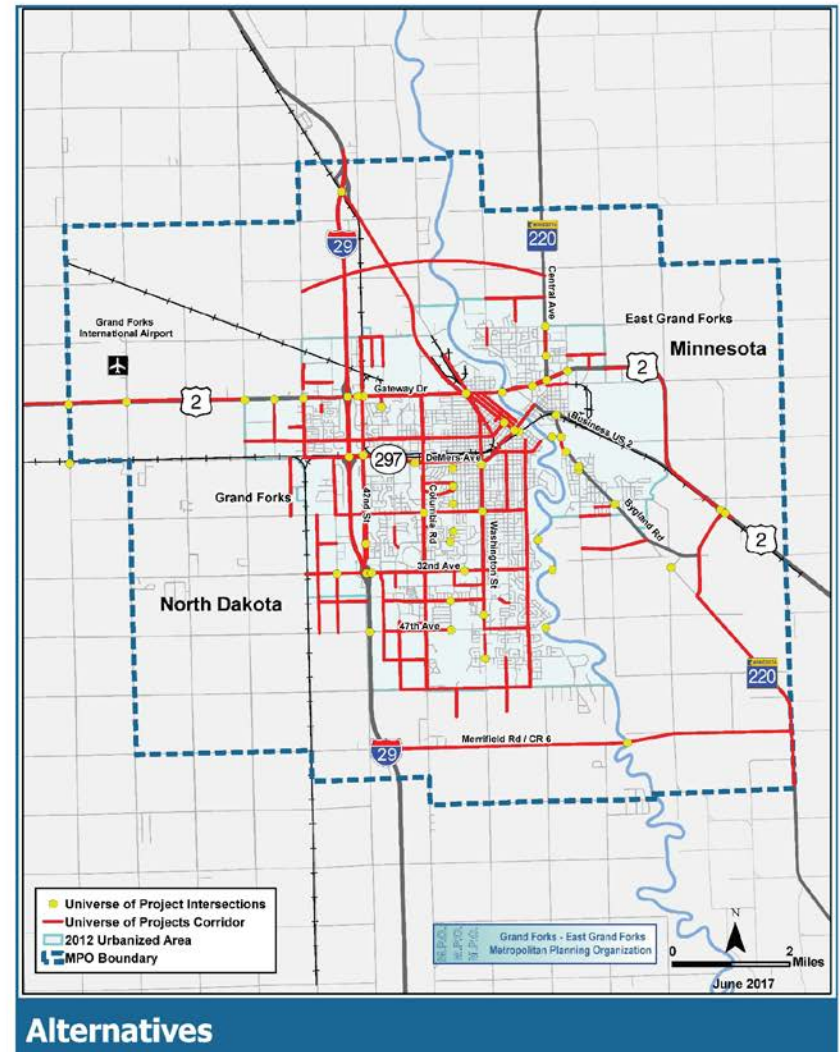 29
MINNESOTA
220
Central Ave
East Grand Forks
Minnesota
Grand Forks
International Airport
2
Gateway Dr
2
Business US 2
297
DeMers Ave
Grand Forks
42nd St
Columbia Rd
Washington St
Bygland Rd
2
32nd Ave
North Dakota
47th Ave
MINNESOTA
220
Merrifield Rd / CR 6
29
Universe of Project Intersections
Universe of Projects Corridor
2012 Urbanized Area
MPO Boundary
M.P.O. M.P.O. M.P.O.
Grand Forks - East Grand Forks
Metropolitan Planning Organization
N
0 2
Miles
June 2017
Alternatives